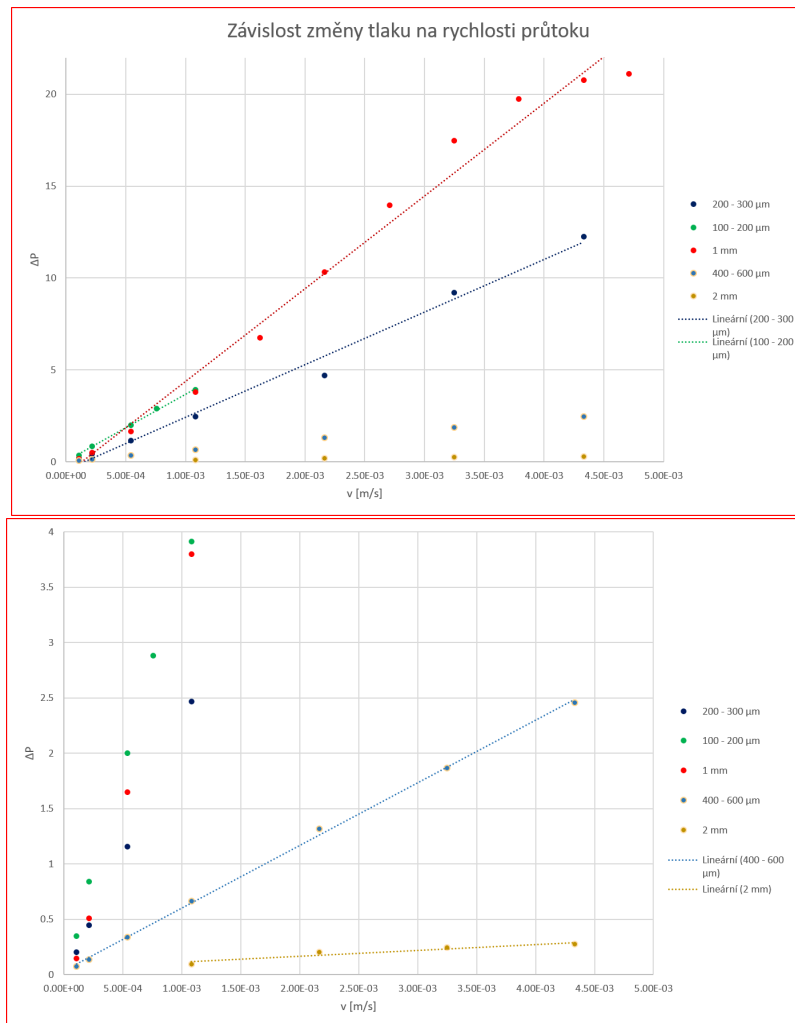 Závislost změny tlaku na rychlosti průtoku
20
15
10
5
0
ΔP
0.00E+00 5.00E-04 1.00E-03 1.50E-03 2.00E-03 2.50E-03 3.00E-03 3.50E-03 4.00E-03 4.50E-03 5.00E-03
v [m/s]
200 - 300 µm
100 - 200 µm
1 mm
400 - 600 µm
2 mm
Lineární (200 - 300
µm)
Lineární (100 - 200
µm)
4
3.5
3
2.5
2
1.5
1
0.5
0
ΔP
0.00E+00 5.00E-04 1.00E-03 1.50E-03 2.00E-03 2.50E-03 3.00E-03 3.50E-03 4.00E-03 4.50E-03 5.00E-03
v [m/s]
200 - 300 µm
100 - 200 µm
1 mm
400 - 600 µm
2 mm
Lineární (400 - 600
µm)
Lineární (2 mm)